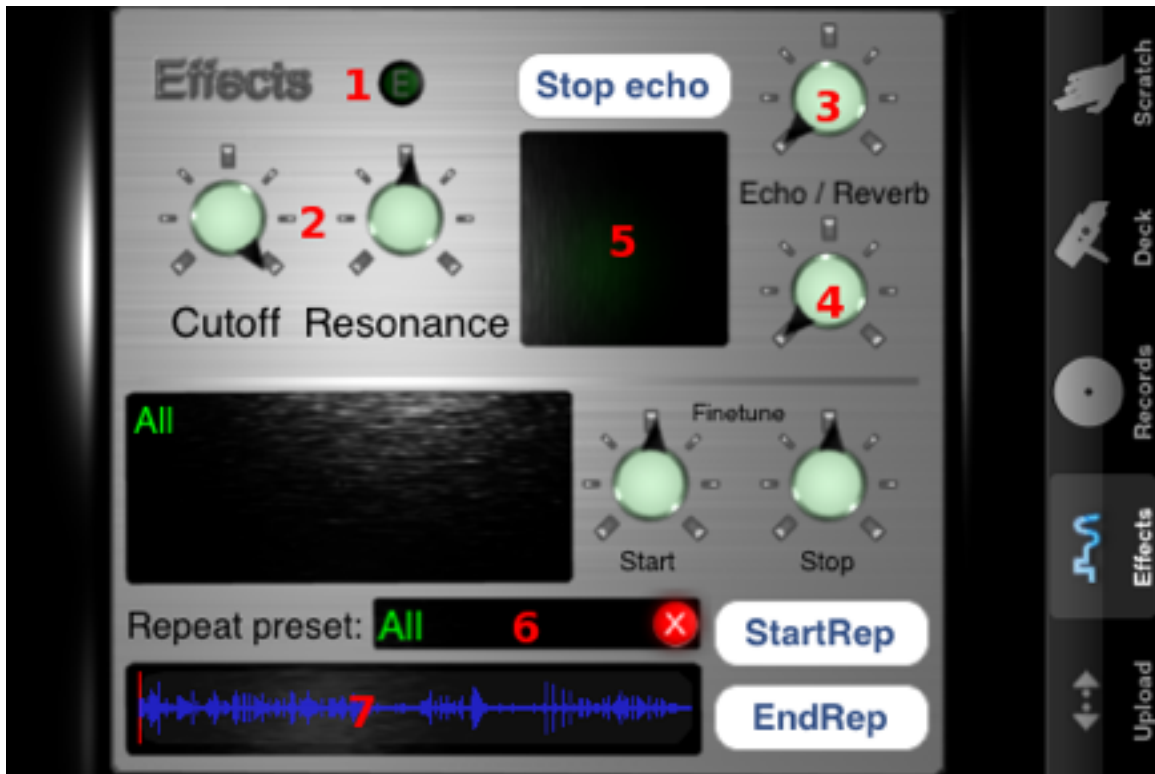 Effects 1 E
Stop echo
3
Echo / Reverb
2
5
4
Cutoff Resonance
All
Finetune
Start Stop
Repeat preset: All 6 X
StartRep
7
EndRep
Scratch
Deck
Records
Effects
Upload